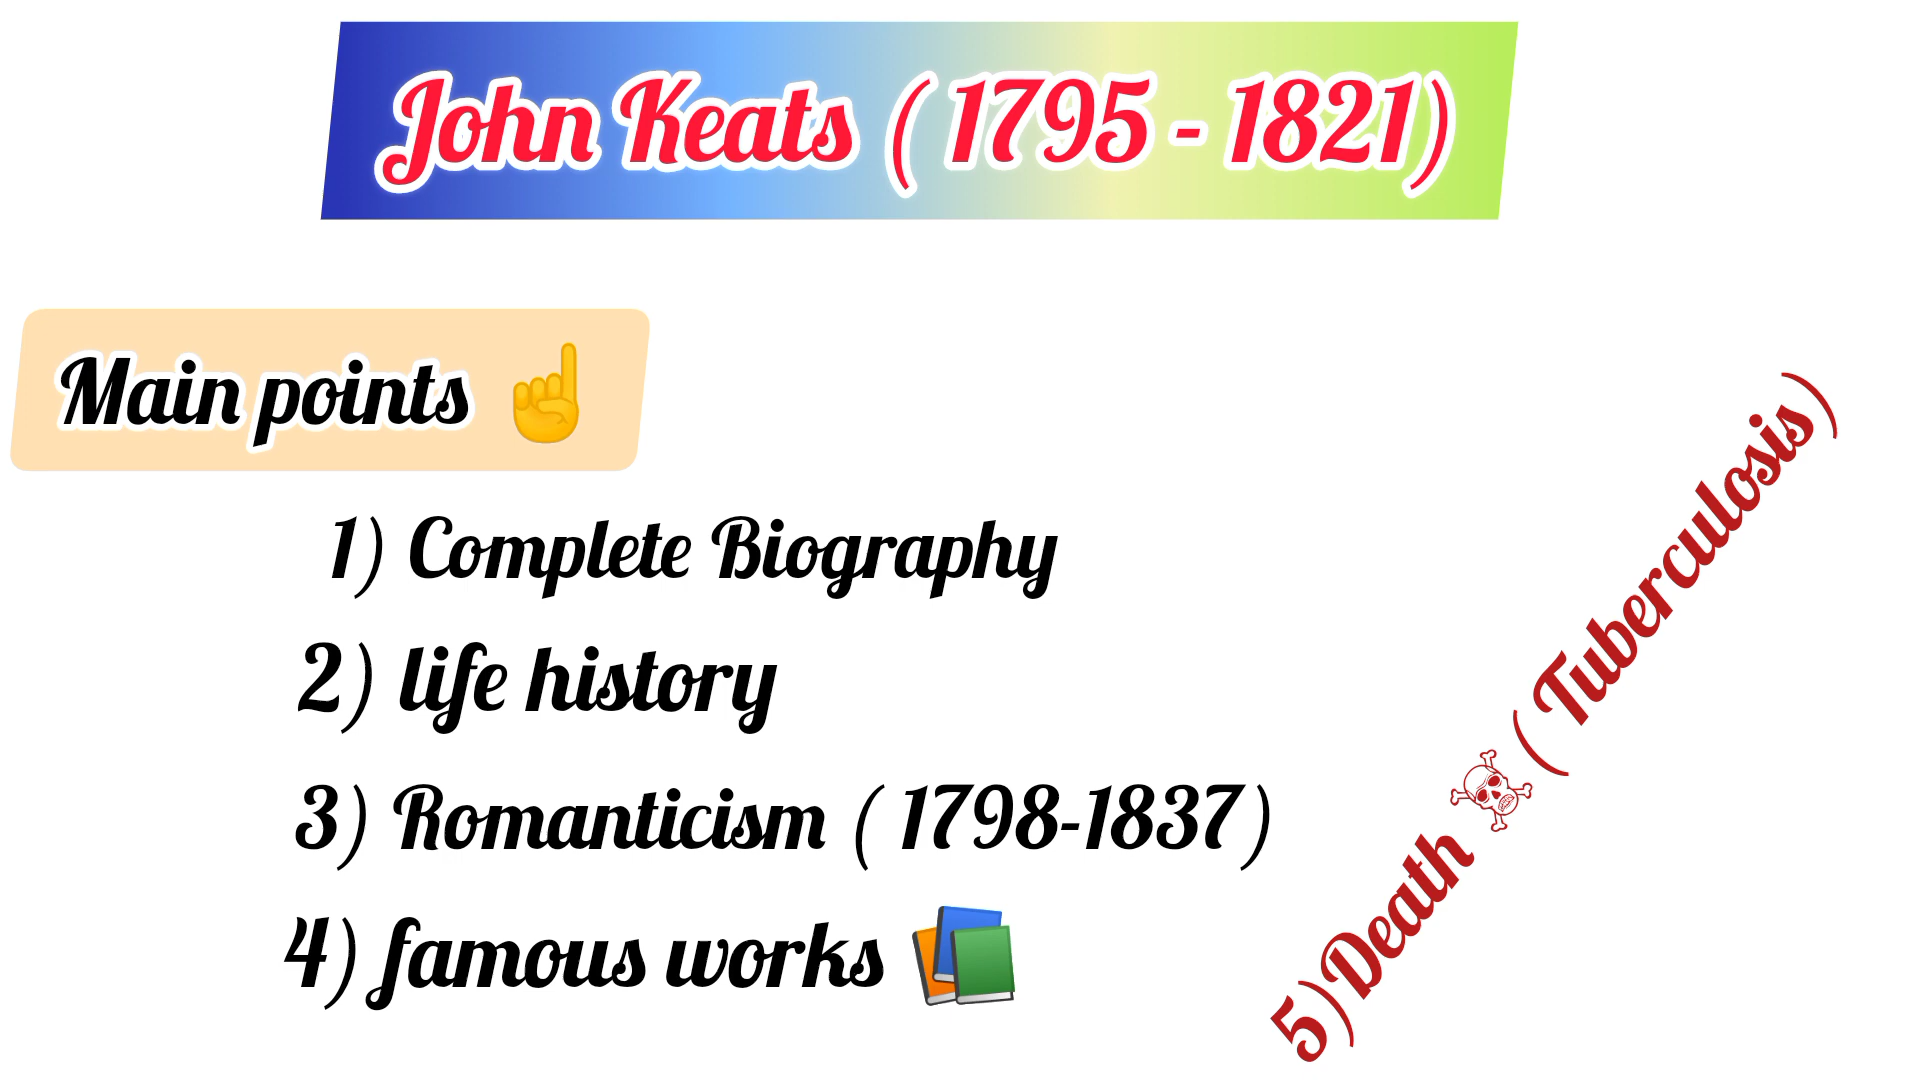 John Keats ( 1795 - 1821)
Main points ☝
1) Complete Biography
2) life history
3) Romanticism ( 1798-1837)
4) famous works 📚
5)Death ☠ ( Tuberculosis)